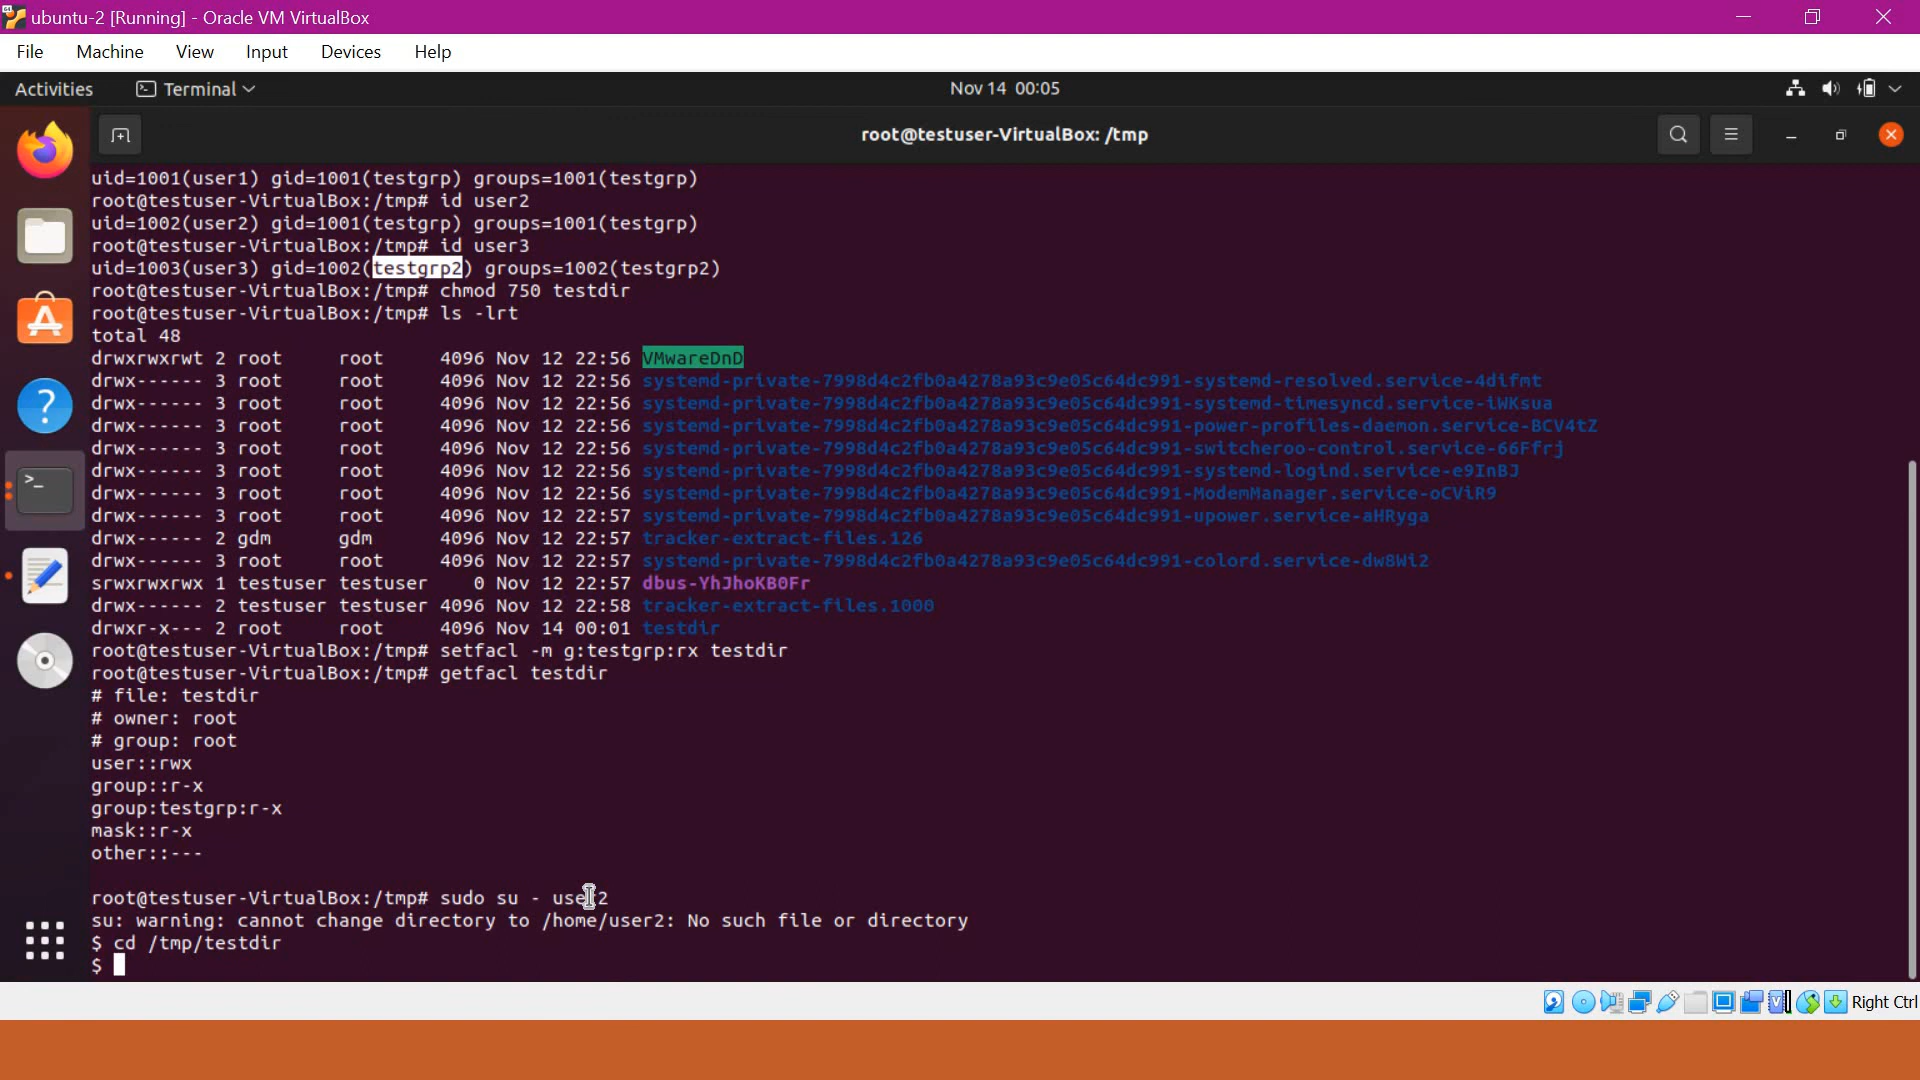 ubuntu-2 [Running] - Oracle VM VirtualBox
File Machine View Input Devices Help
Activities Terminal Nov 14 00:05
root@testuser-VirtualBox: /tmp
uid=1001(user1) gid=1001(testgrp) groups=1001(testgrp)
root@testuser-VirtualBox:/tmp# id user2
uid=1002(user2) gid=1001(testgrp) groups=1001(testgrp)
root@testuser-VirtualBox:/tmp# id user3
uid=1003(user3) gid=1002(testgrp2) groups=1002(testgrp2)
root@testuser-VirtualBox:/tmp# chmod 750 testdir
root@testuser-VirtualBox:/tmp# ls -lrt
total 48
drwxrwxrwt 2 root     root     4096 Nov 12 22:56 VMwareDnD
drwx------ 3 root     root     4096 Nov 12 22:56 systemd-private-7998d4c2fb0a4278a93c9e05c64dc991-systemd-resolved.service-4difmt
drwx------ 3 root     root     4096 Nov 12 22:56 systemd-private-7998d4c2fb0a4278a93c9e05c64dc991-systemd-timesyncd.service-iWKsua
drwx------ 3 root     root     4096 Nov 12 22:56 systemd-private-7998d4c2fb0a4278a93c9e05c64dc991-power-profiles-daemon.service-BCV4tZ
drwx------ 3 root     root     4096 Nov 12 22:56 systemd-private-7998d4c2fb0a4278a93c9e05c64dc991-switcheroo-control.service-66Ffrj
drwx------ 3 root     root     4096 Nov 12 22:56 systemd-private-7998d4c2fb0a4278a93c9e05c64dc991-systemd-logind.service-e9InBJ
drwx------ 3 root     root     4096 Nov 12 22:56 systemd-private-7998d4c2fb0a4278a93c9e05c64dc991-ModemManager.service-oCViR9
drwx------ 3 root     root     4096 Nov 12 22:57 systemd-private-7998d4c2fb0a4278a93c9e05c64dc991-upower.service-aHRyga
drwx------ 2 gdm      gdm      4096 Nov 12 22:57 tracker-extract-files.126
drwx------ 3 root     root     4096 Nov 12 22:57 systemd-private-7998d4c2fb0a4278a93c9e05c64dc991-colord.service-dw8Wi2
srwxrwxrwx 1 testuser testuser    0 Nov 12 22:57 dbus-YhJhoKB0Fr
drwx------ 2 testuser testuser 4096 Nov 12 22:58 tracker-extract-files.1000
drwxr-x--- 2 root     root     4096 Nov 14 00:01 testdir
root@testuser-VirtualBox:/tmp# setfacl -m g:testgrp:rx testdir
root@testuser-VirtualBox:/tmp# getfacl testdir
# file: testdir
# owner: root
# group: root
user::rwx
group::r-x
group:testgrp:r-x
mask::r-x
other::---
root@testuser-VirtualBox:/tmp# sudo su - user2
su: warning: cannot change directory to /home/user2: No such file or directory
$ cd /tmp/testdir
$
Right Ctrl